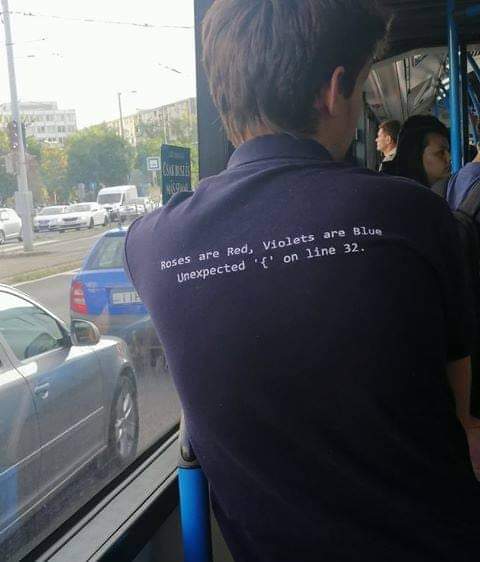 Roses are Red, Violets are Blue
Unexpected '{' on line 32.